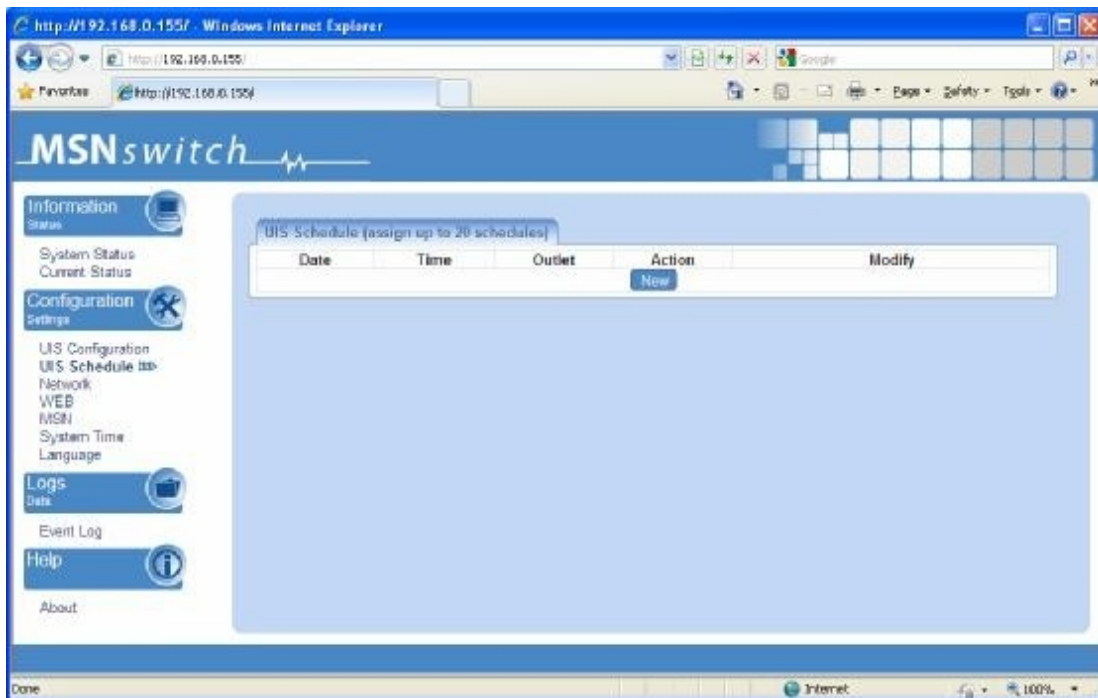 http://192.168.0.155/ - Windows Internet Explorer
http://192.168.0.155/
Google
Favorites http://192.168.0.155/
Page Safety Tools
MSNswitch
Information
Status
System Status
Current Status
Configuration
Settings
UIS Configuration
UIS Schedule
Network
WEB
MSN
System Time
Language
Logs
Data
Event Log
Help
About
UIS Schedule (assign up to 20 schedules)
Date Time Outlet Action Modify
New
Done Internet 100%